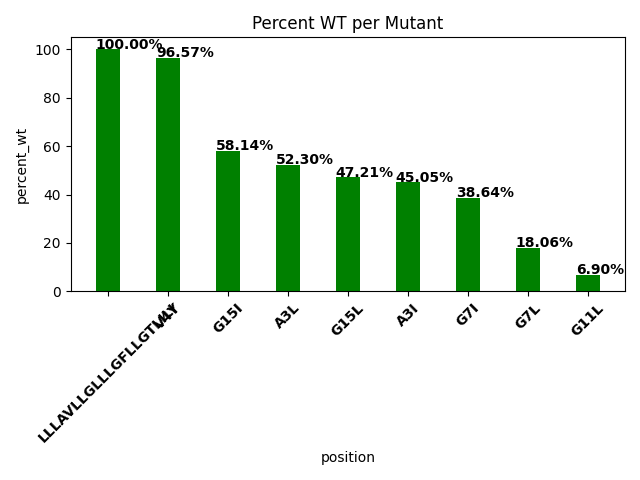 Percent WT per Mutant
percent_wt
100
80
60
40
20
0
100.00%
96.57%
58.14%
52.30%
47.21%
45.05%
38.64%
18.06%
6.90%
V4Y
G15I
A3L
G15L
A3I
G7I
G7L
G11L
position